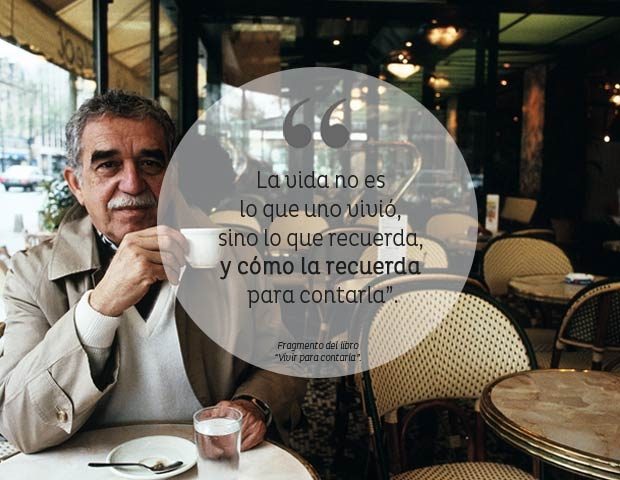 “
La vida no es
lo que uno vivió,
sino lo que recuerda,
y cómo la recuerda
para contarla”
Fragmento del libro
“Vivir para contarla”.